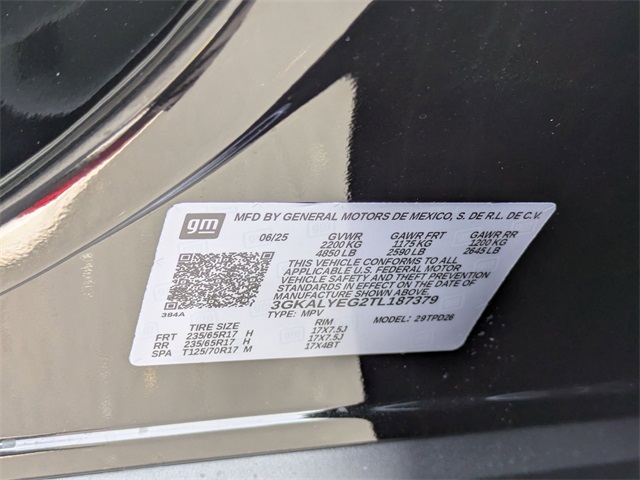 gm MFD BY GENERAL MOTORS DE MEXICO, S. DE R.L. DE C.V.
06/25 GVWR GAWR FRT GAWR RR
2200 KG 1175 KG 1200 KG
4850 LB 2590 LB 2645 LB
THIS VEHICLE CONFORMS TO ALL
APPLICABLE U.S. FEDERAL MOTOR
VEHICLE SAFETY AND THEFT PREVENTION
STANDARDS IN EFFECT ON THE DATE
OF MANUFACTURE SHOWN ABOVE.
384A
3GKALYEG2TL187379
TYPE: MPV MODEL: 29TPD26
TIRE SIZE RIM
FRT 235/65R17 H 17X7.5J
RR 235/65R17 H 17X7.5J
SPA T125/70R17 M 17X4BT